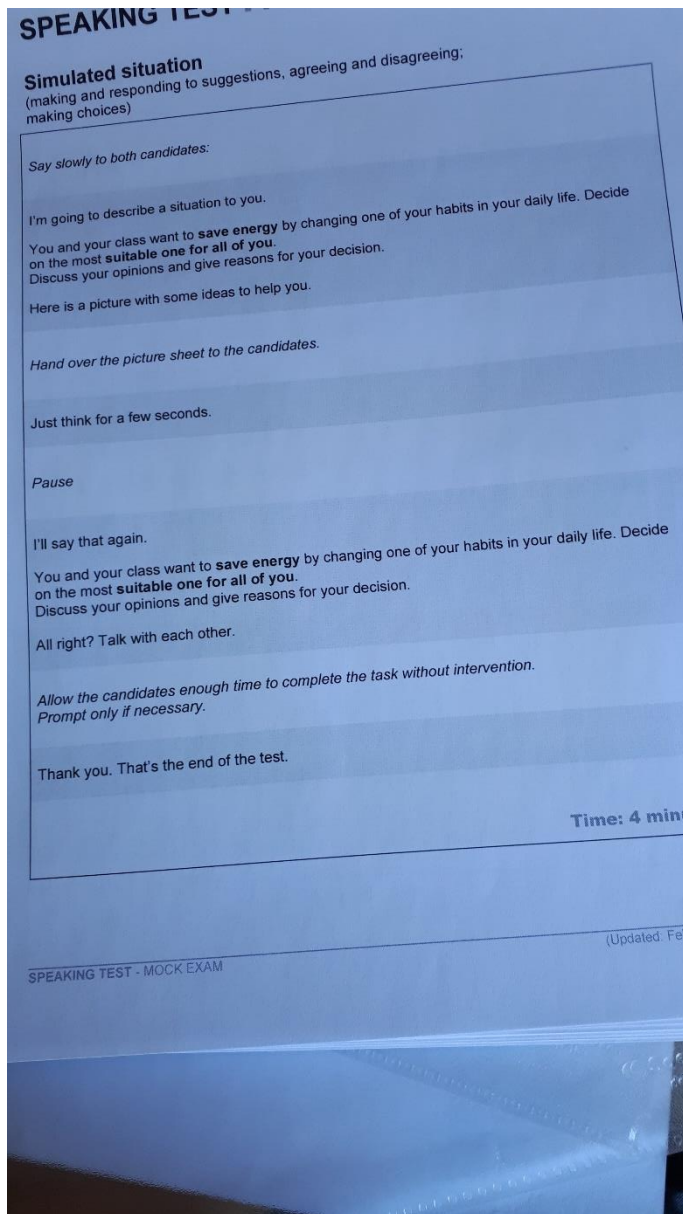 SPEAKING TEST
Simulated situation
(making and responding to suggestions, agreeing and disagreeing;
making choices)
Say slowly to both candidates:
I'm going to describe a situation to you.
You and your class want to save energy by changing one of your habits in your daily life. Decide
on the most suitable one for all of you.
Discuss your opinions and give reasons for your decision.
Here is a picture with some ideas to help you.
Hand over the picture sheet to the candidates.
Just think for a few seconds.
Pause
I'll say that again.
You and your class want to save energy by changing one of your habits in your daily life. Decide
on the most suitable one for all of you.
Discuss your opinions and give reasons for your decision.
All right? Talk with each other.
Allow the candidates enough time to complete the task without intervention.
Prompt only if necessary.
Thank you. That's the end of the test.
Time: 4 minu
(Updated: Fe
SPEAKING TEST - MOCK EXAM